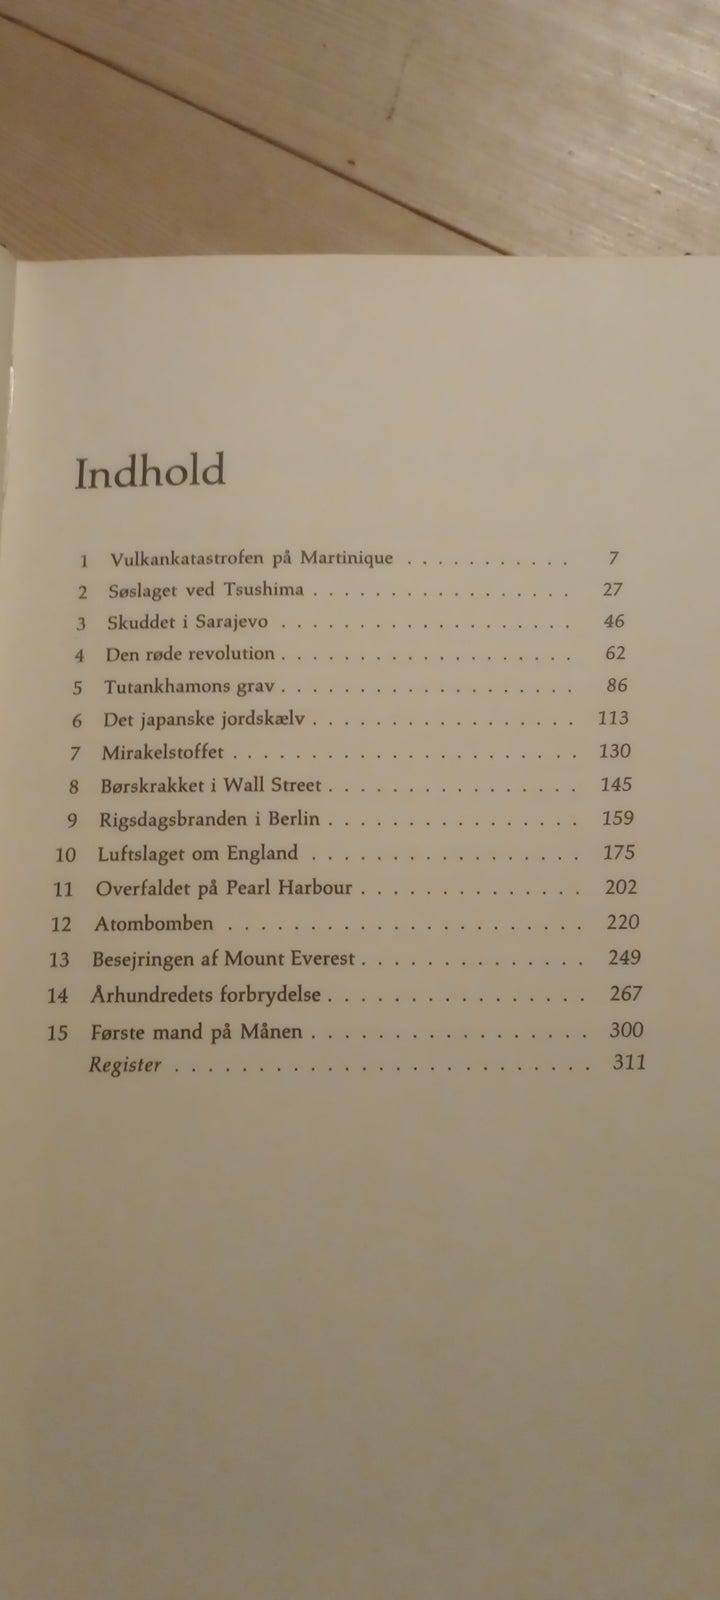 Indhold
1 Vulkankatastrofen på Martinique . . . . . . . . . . . 7
2 Søslaget ved Tsushima . . . . . . . . . . . . . . . . . 27
3 Skuddet i Sarajevo . . . . . . . . . . . . . . . . . . . 46
4 Den røde revolution . . . . . . . . . . . . . . . . . . 62
5 Tutankhamons grav . . . . . . . . . . . . . . . . . . 86
6 Det japanske jordskælv . . . . . . . . . . . . . . . . 113
7 Mirakelstoffet . . . . . . . . . . . . . . . . . . . . . 130
8 Børskrakket i Wall Street . . . . . . . . . . . . . . . 145
9 Rigsdagsbranden i Berlin . . . . . . . . . . . . . . . 159
10 Luftslaget om England . . . . . . . . . . . . . . . . 175
11 Overfaldet på Pearl Harbour . . . . . . . . . . . . . 202
12 Atombomben . . . . . . . . . . . . . . . . . . . . . 220
13 Besejringen af Mount Everest . . . . . . . . . . . . . 249
14 Århundredets forbrydelse . . . . . . . . . . . . . . . 267
15 Første mand på Månen . . . . . . . . . . . . . . . . 300
Register . . . . . . . . . . . . . . . . . . . . . . . . 311